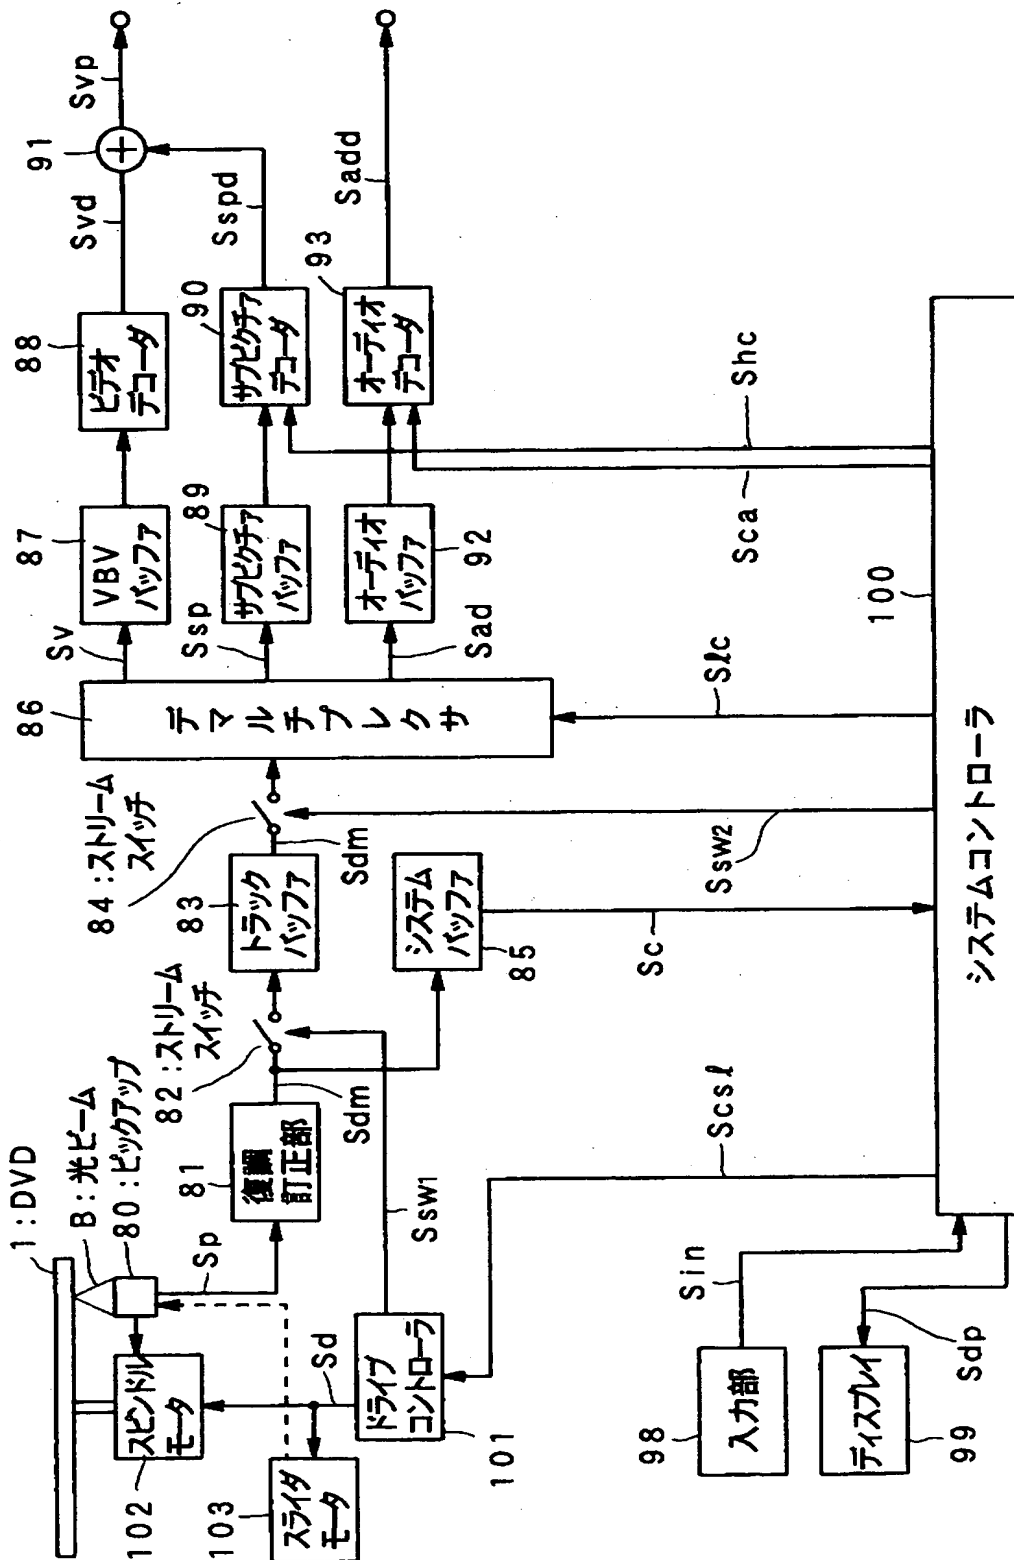 1:DVD
B:光ビーム
80:ピックアップ
スピンドル
モータ
102
スライダ
モータ
103
Sp
Sd
ドライブ
コントローラ
101
復調
訂正部
81
Sdm
82:ストリーム
スイッチ
Ssw1
トラック
バッファ
83
システム
バッファ
85
Sc
84:ストリーム
スイッチ
Sdm
Ssw2
デマルチプレクサ
86
Slc
Sv
Ssp
Sad
VBV
バッファ
87
サブピクチァ
バッファ
89
オーディオ
バッファ
92
ビデオ
デコーダ
88
サブピクチァ
デコーダ
90
オーディオ
デコーダ
93
Sca
Shc
Svd
Sspd
Sadd
91
Svp
Scsl
Sin
入力部
98
ディスプレイ
99
Sdp
システムコントローラ
100